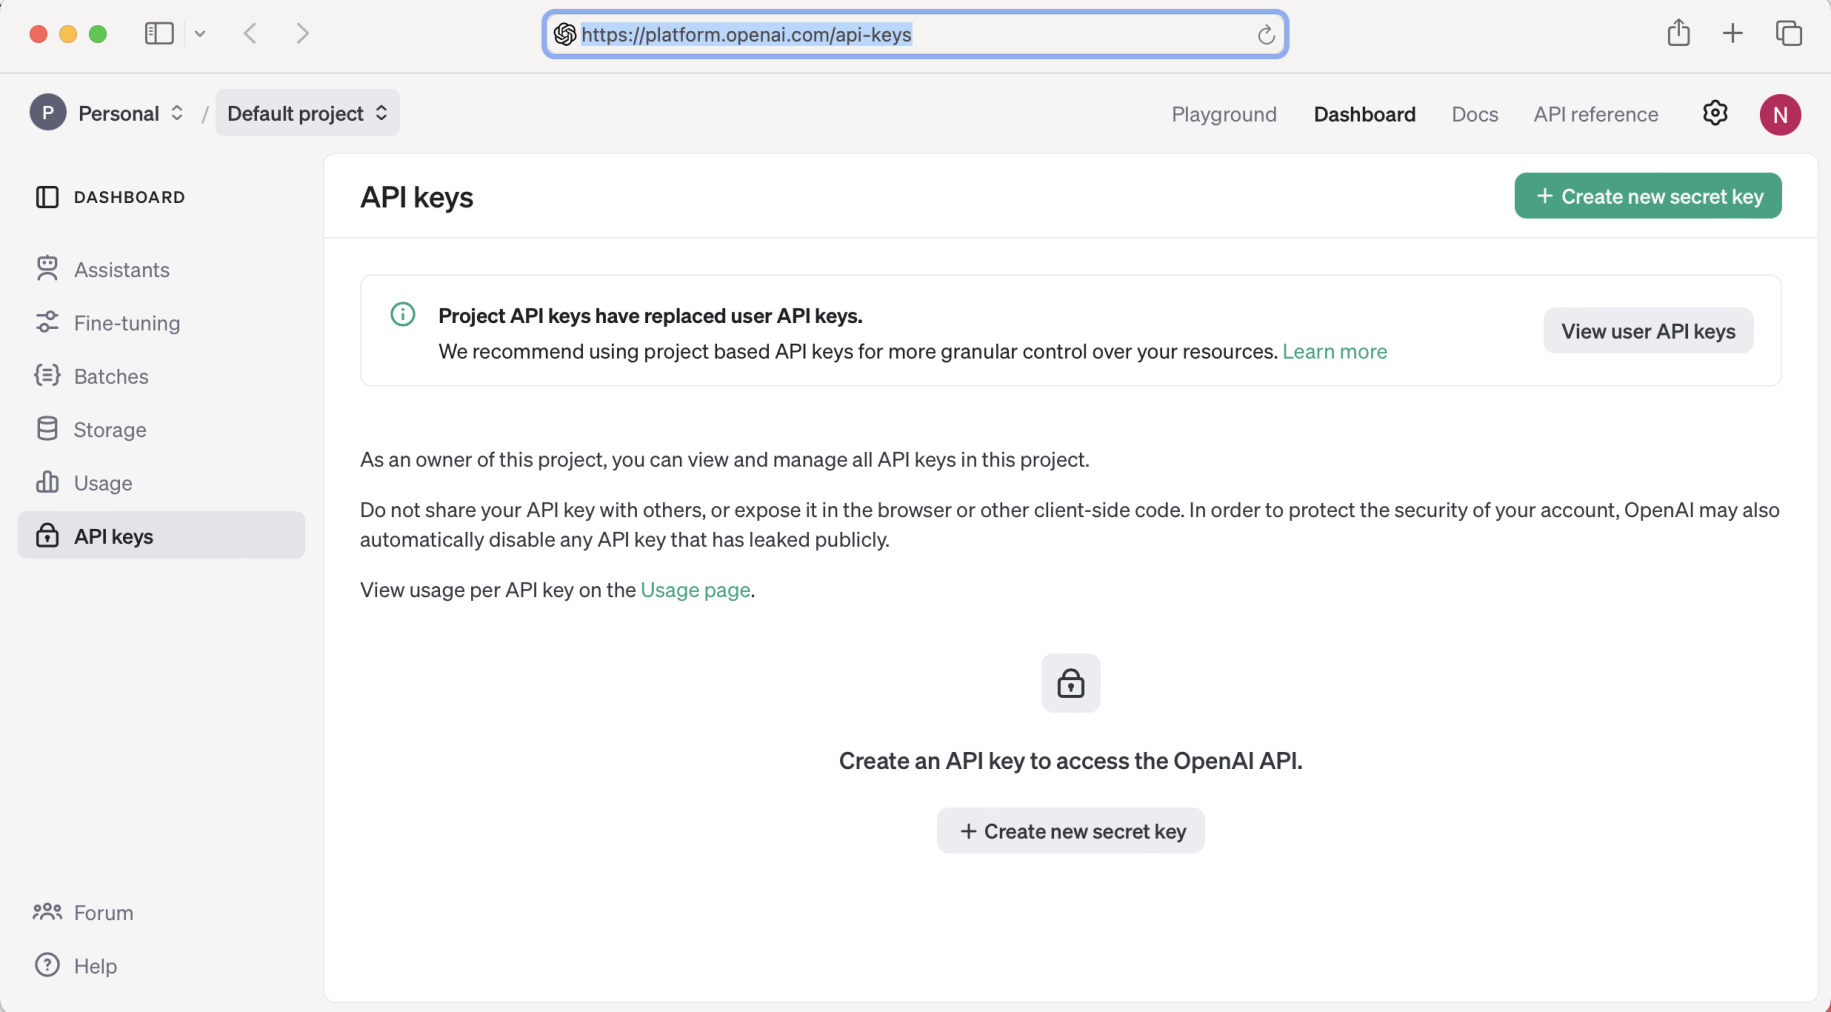 https://platform.openai.com/api-keys
P Personal / Default project
Playground Dashboard Docs API reference N
DASHBOARD
Assistants
Fine-tuning
Batches
Storage
Usage
API keys
Forum
Help
API keys
+ Create new secret key
Project API keys have replaced user API keys.
We recommend using project based API keys for more granular control over your resources. Learn more
View user API keys
As an owner of this project, you can view and manage all API keys in this project.
Do not share your API key with others, or expose it in the browser or other client-side code. In order to protect the security of your account, OpenAI may also
automatically disable any API key that has leaked publicly.
View usage per API key on the Usage page.
Create an API key to access the OpenAI API.
+ Create new secret key